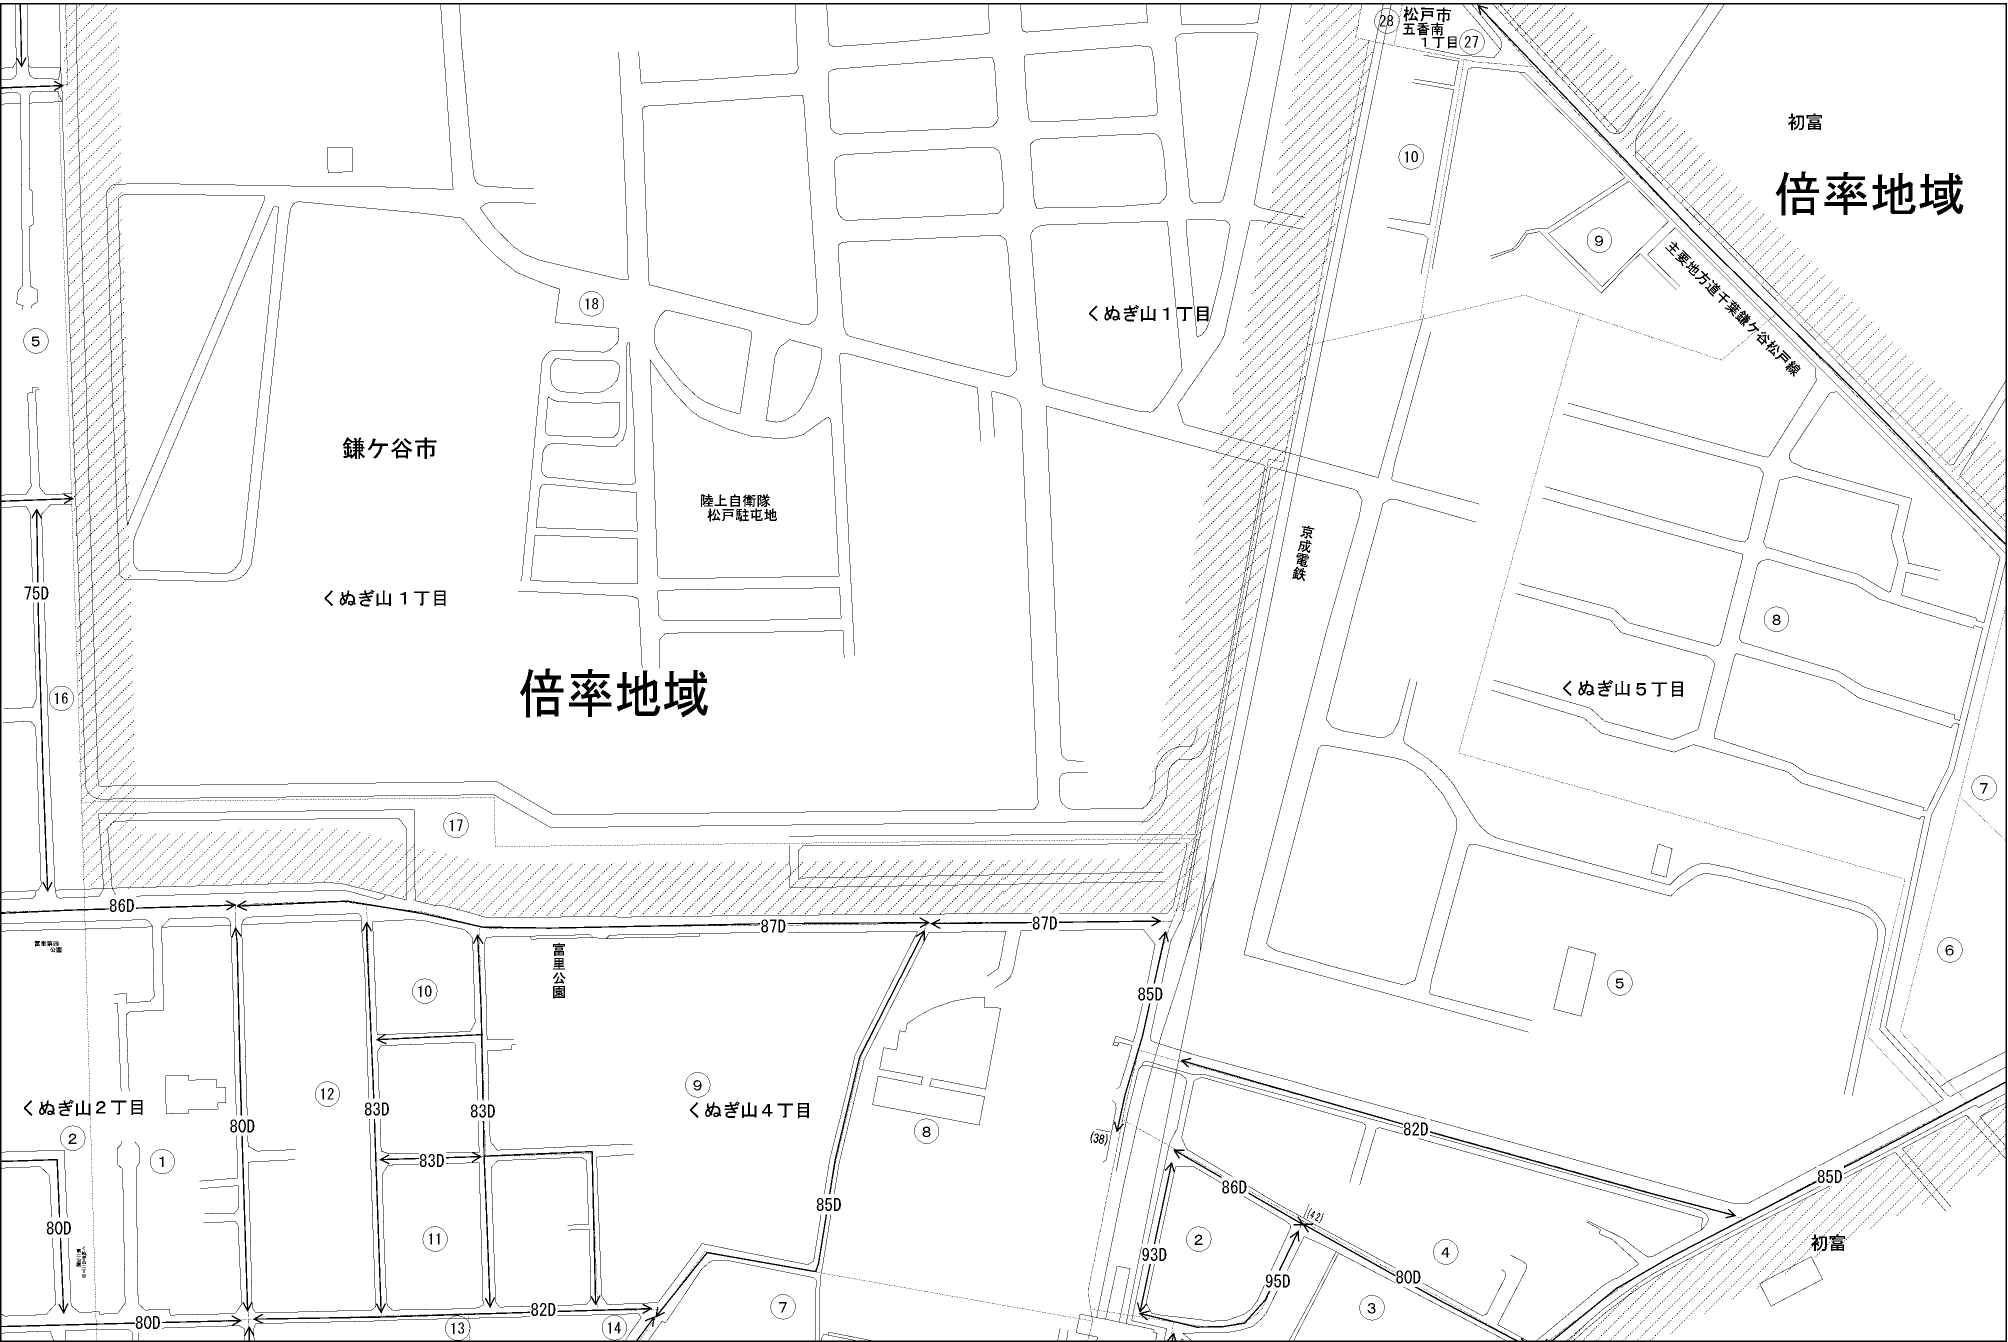 28
松戸市
五香南
1丁目
27
初富
倍率地域
10
9
主要地方道千葉鎌ケ谷松戸線
18
くぬぎ山1丁目
5
鎌ケ谷市
陸上自衛隊
松戸駐屯地
京成電鉄
75D
くぬぎ山1丁目
8
倍率地域
くぬぎ山5丁目
16
7
17
86D
87D
87D
富里第四
公園
富里公園
6
10
85D
5
12
9
くぬぎ山2丁目
くぬぎ山4丁目
83D
83D
80D
2
8
(38)
82D
1
83D
85D
86D
85D
80D
(42)
11
2
4
初富
93D
95D
80D
7
3
82D
80D
13
14